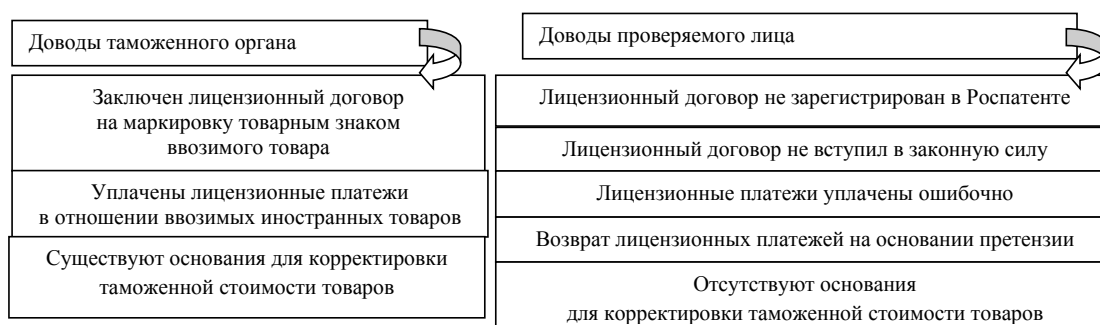 Доводы таможенного органа
Заключен лицензионный договор
на маркировку товарным знаком
ввозимого товара
Уплачены лицензионные платежи
в отношении ввозимых иностранных товаров
Существуют основания для корректировки
таможенной стоимости товаров
Доводы проверяемого лица
Лицензионный договор не зарегистрирован в Роспатенте
Лицензионный договор не вступил в законную силу
Лицензионные платежи уплачены ошибочно
Возврат лицензионных платежей на основании претензии
Отсутствуют основания
для корректировки таможенной стоимости товаров